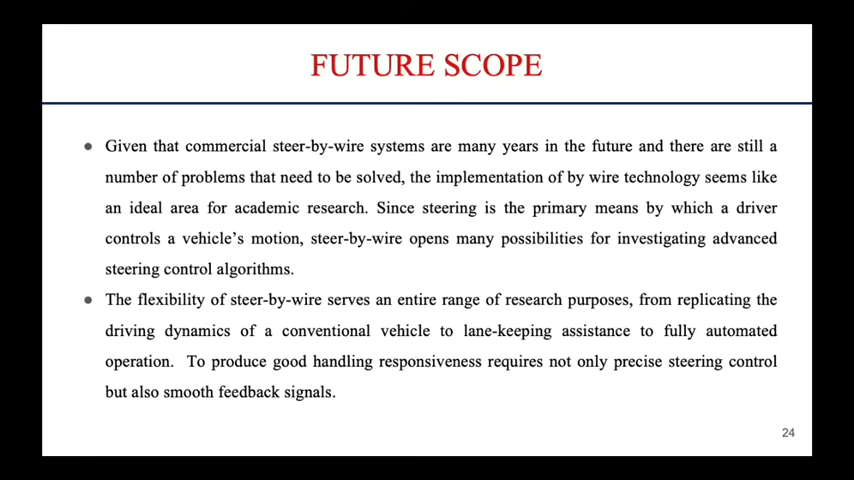 FUTURE SCOPE
● Given that commercial steer-by-wire systems are many years in the future and there are still a
number of problems that need to be solved, the implementation of by wire technology seems like
an ideal area for academic research. Since steering is the primary means by which a driver
controls a vehicle's motion, steer-by-wire opens many possibilities for investigating advanced
steering control algorithms.
● The flexibility of steer-by-wire serves an entire range of research purposes, from replicating the
driving dynamics of a conventional vehicle to lane-keeping assistance to fully automated
operation. To produce good handling responsiveness requires not only precise steering control
but also smooth feedback signals.
24